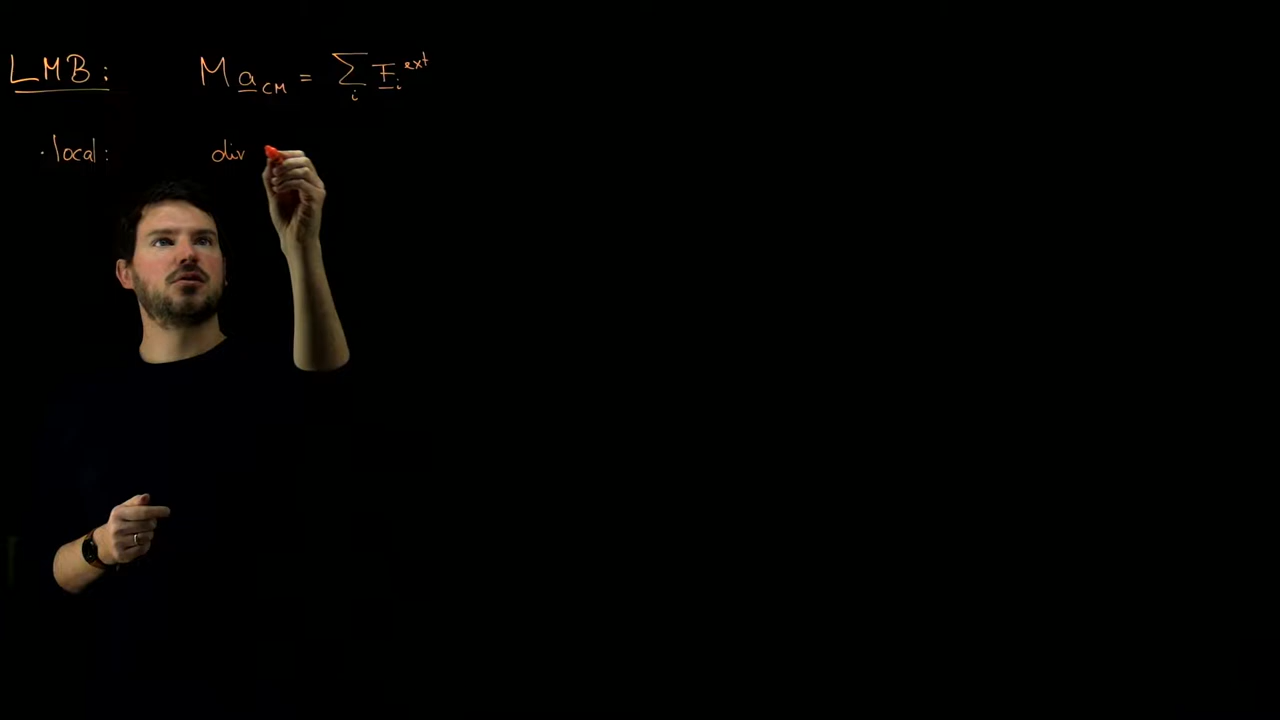 LMB: M a_CM = ∑_i F_i^ext
· local: div